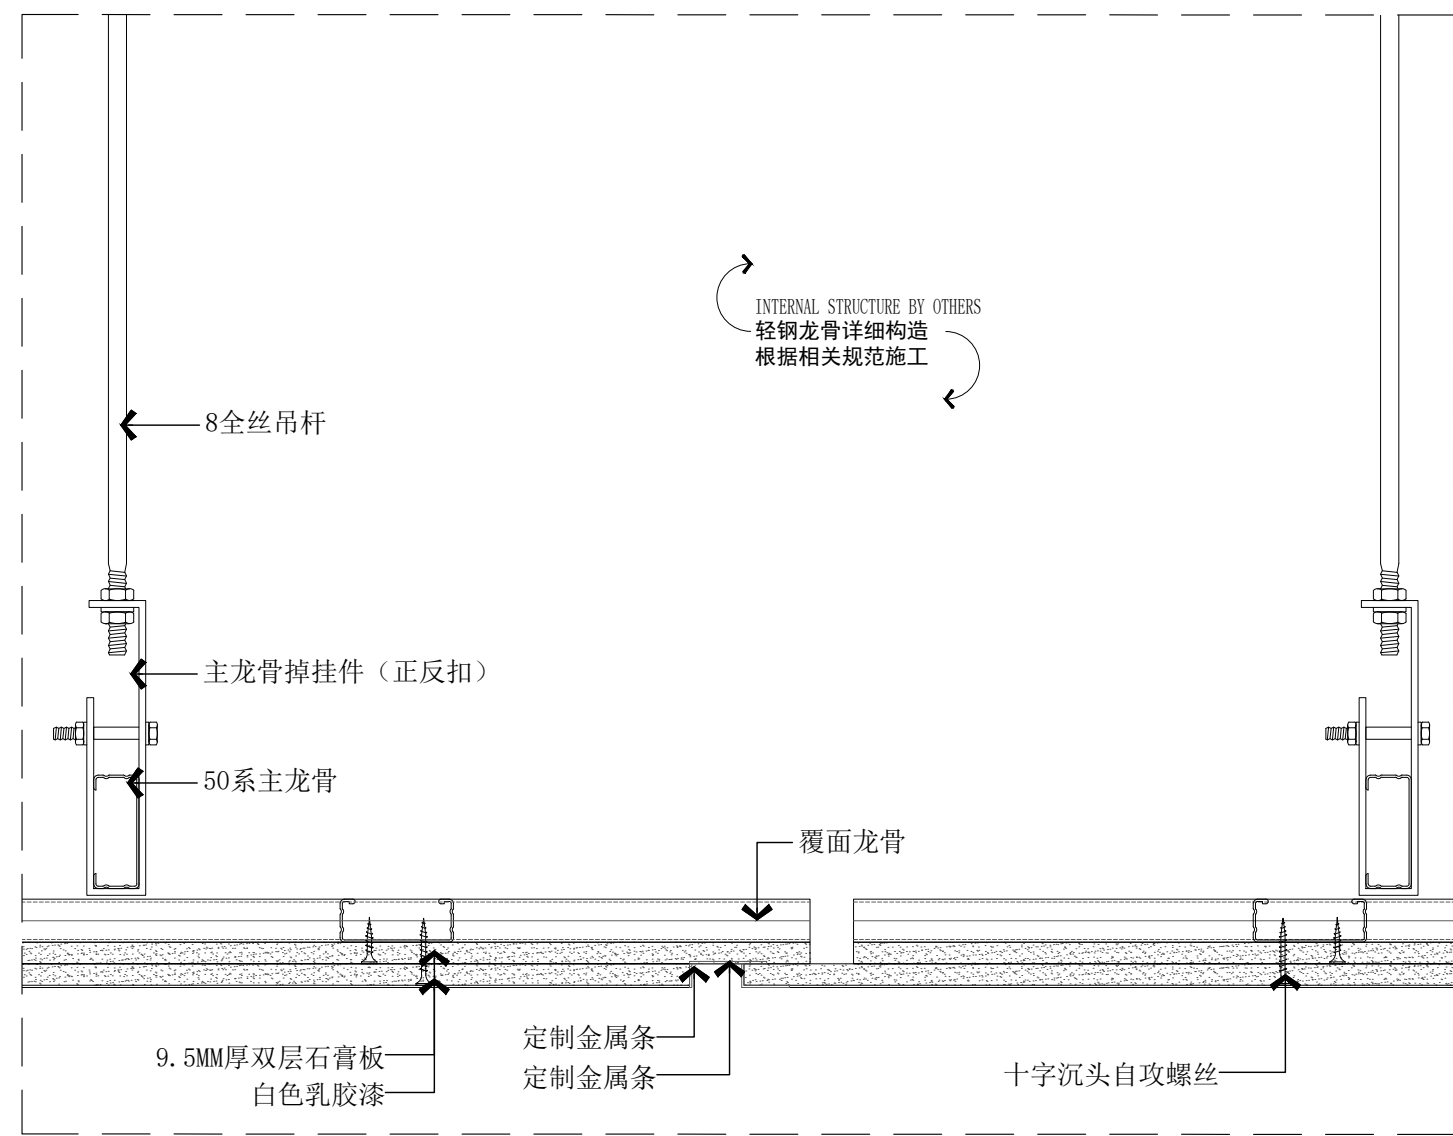 INTERNAL STRUCTURE BY OTHERS
轻钢龙骨详细构造
根据相关规范施工
8全丝吊杆
主龙骨掉挂件（正反扣）
50系主龙骨
覆面龙骨
定制金属条
9.5MM厚双层石膏板
定制金属条
十字沉头自攻螺丝
白色乳胶漆